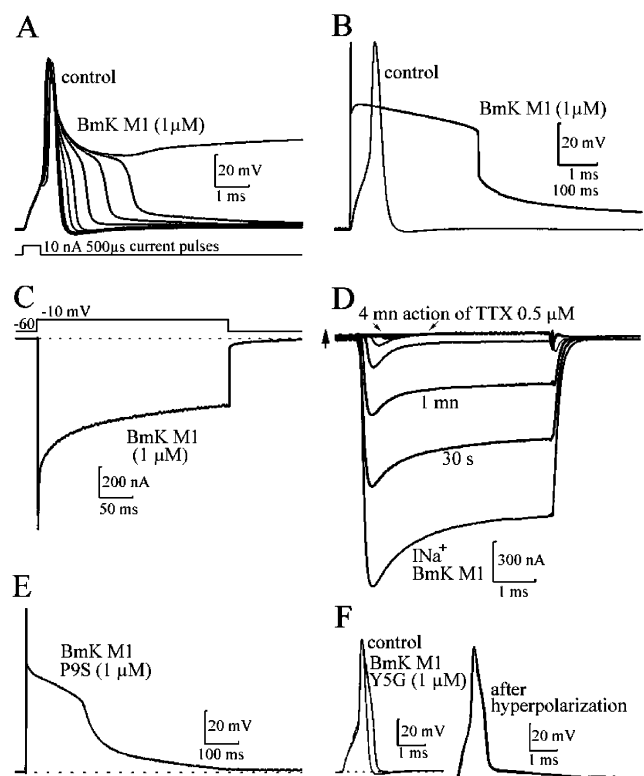 A
control
BmK M1 (1μM)
20 mV
1 ms
10 nA 500μs current pulses
B
control
BmK M1 (1μM)
20 mV
1 ms
100 ms
C
-60
-10 mV
BmK M1
(1 μM)
200 nA
50 ms
D
4 mn action of TTX 0.5 μM
1 mn
30 s
INa+
BmK M1
300 nA
1 ms
E
BmK M1
P9S (1 μM)
20 mV
100 ms
F
control
BmK M1
Y5G (1 μM)
20 mV
1 ms
after
hyperpolarization
20 mV
1 ms